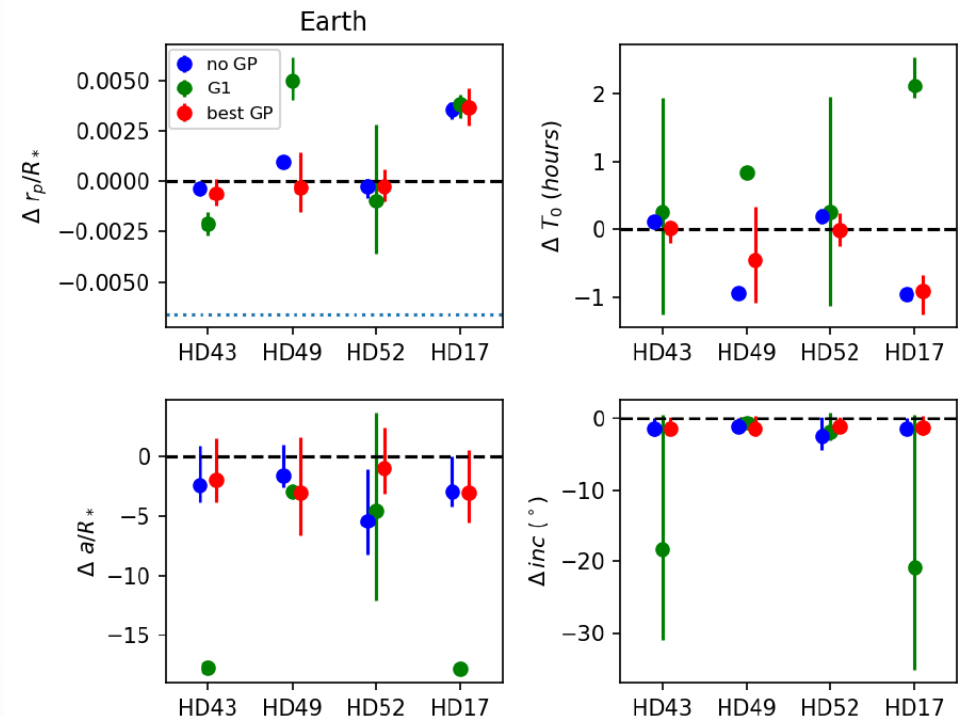 Earth
no GP
G1
best GP
Δ r_p/R_*
0.0050
0.0025
0.0000
−0.0025
−0.0050
HD43 HD49 HD52 HD17
Δ T_0 (hours)
2
1
0
−1
HD43 HD49 HD52 HD17
Δ a/R_*
0
−5
−10
−15
HD43 HD49 HD52 HD17
Δ inc (°)
0
−10
−20
−30
HD43 HD49 HD52 HD17